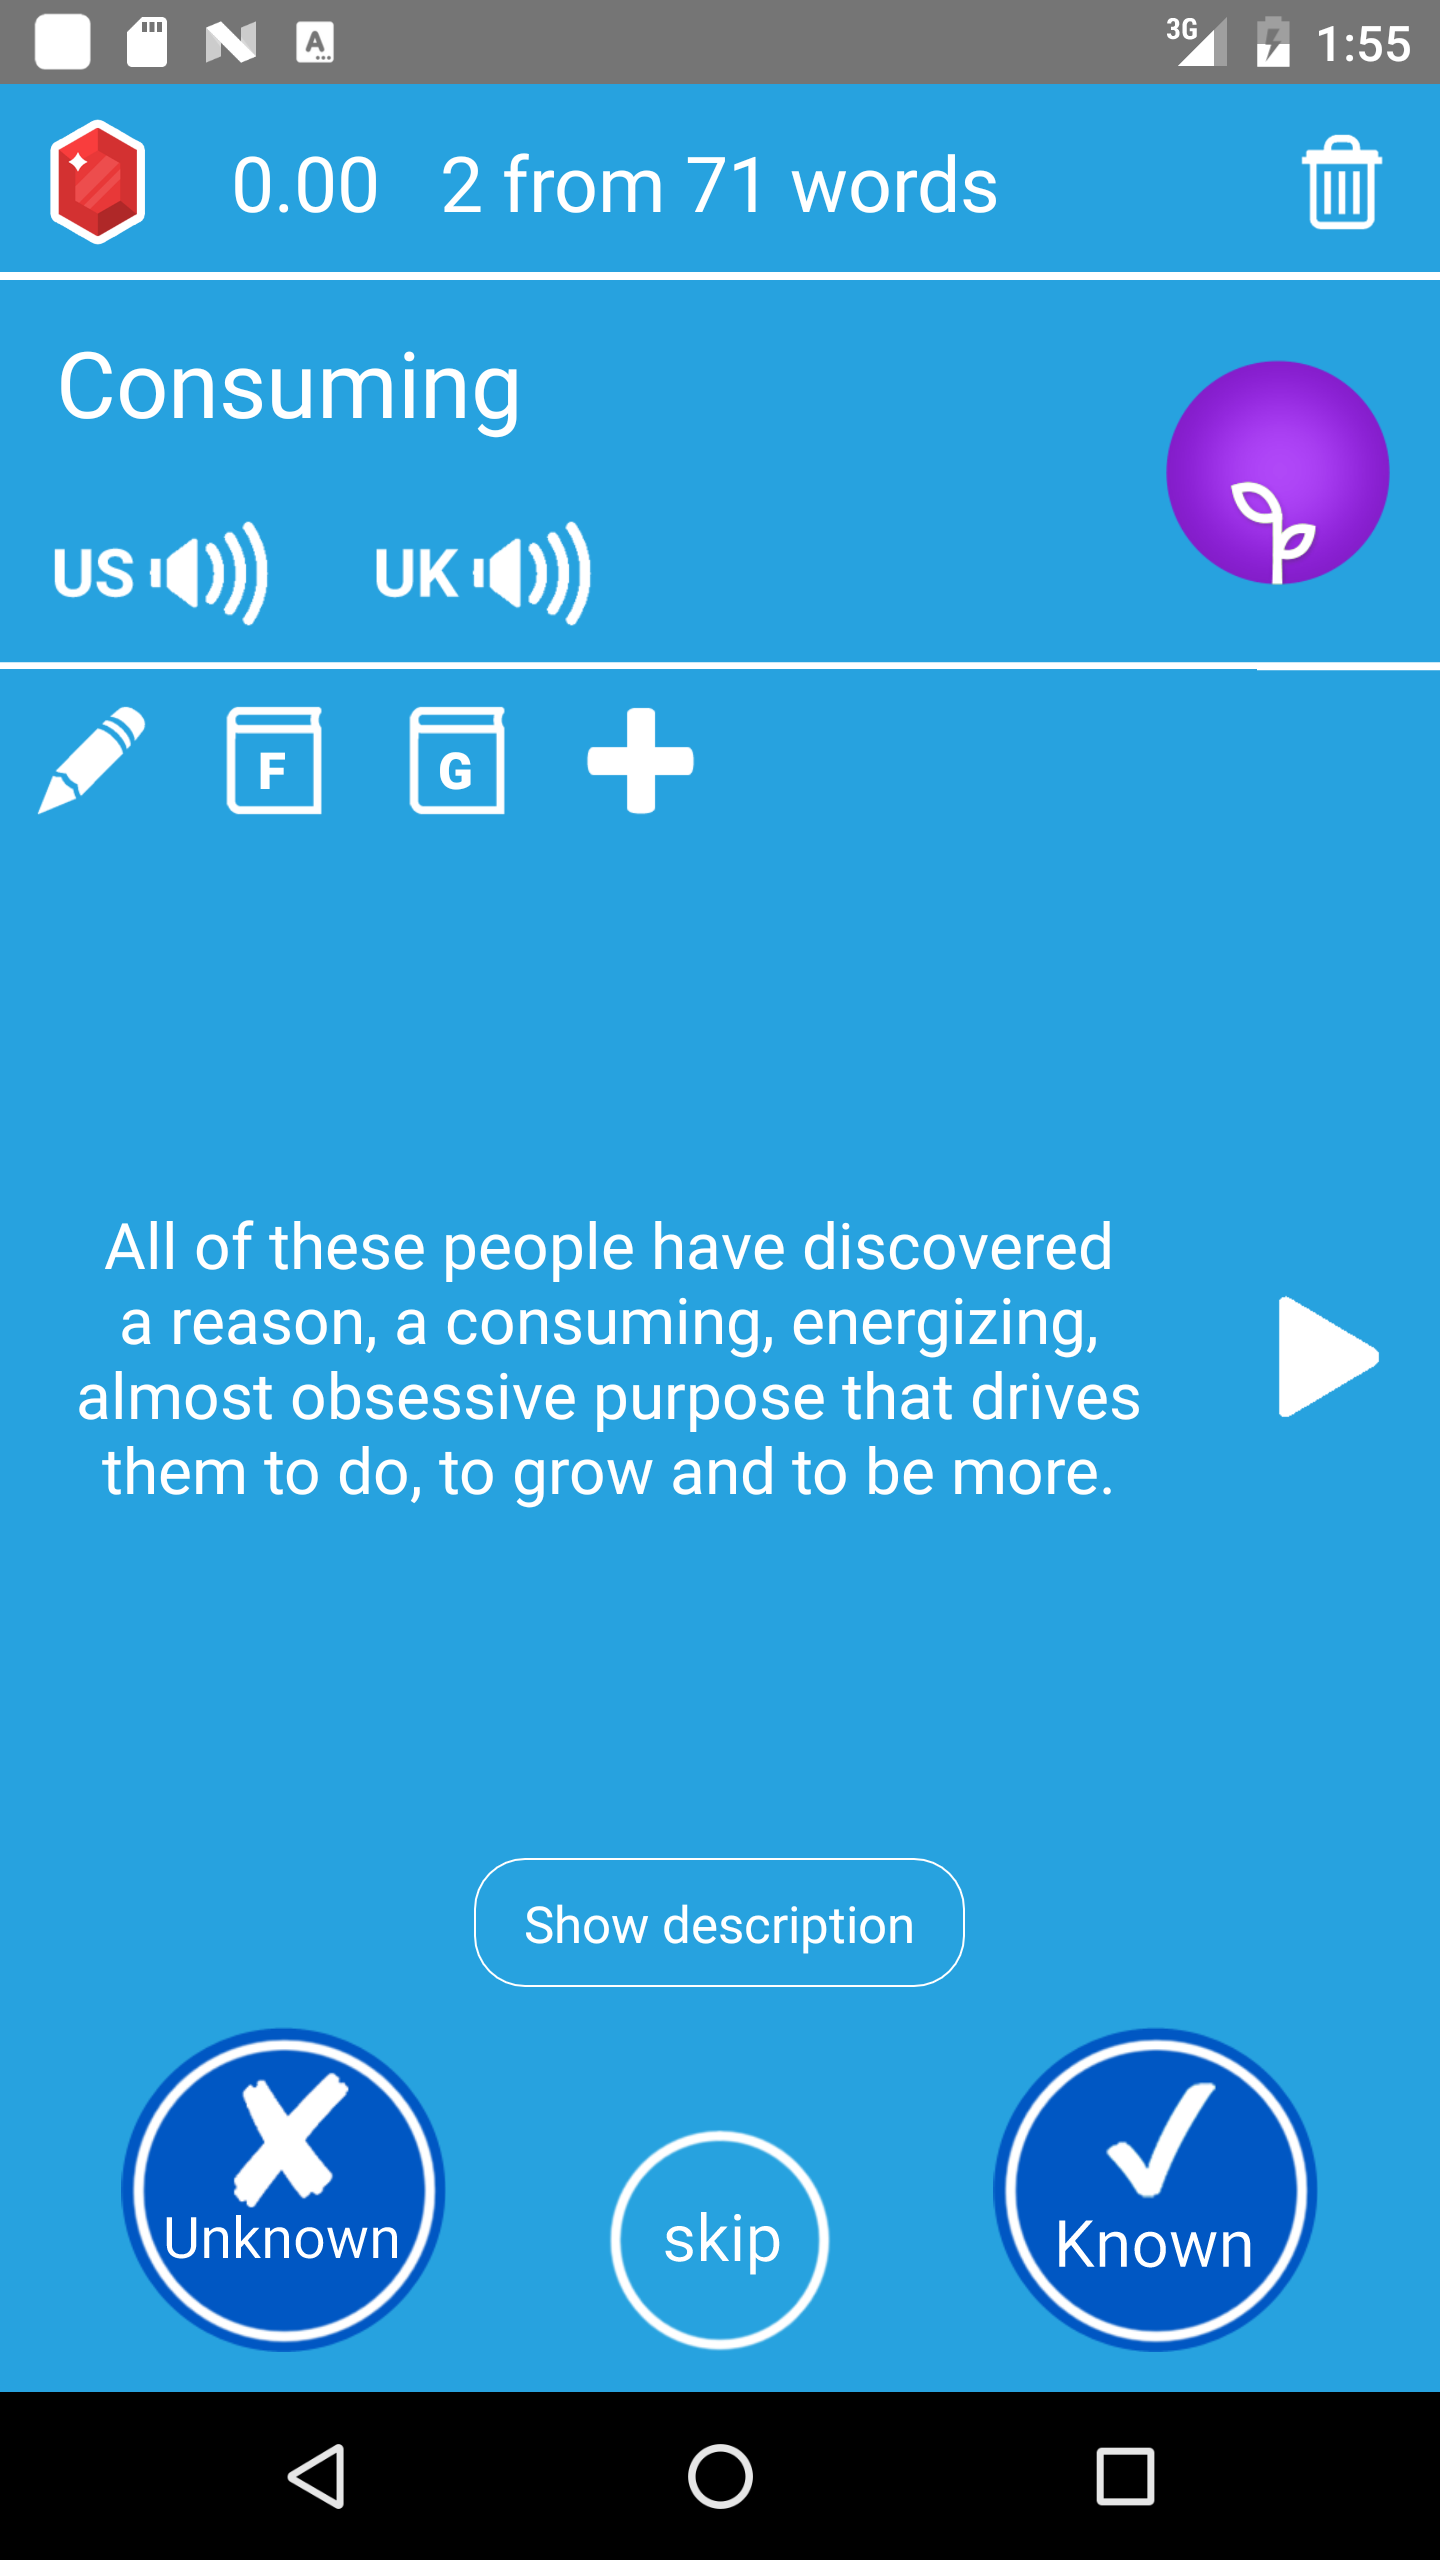 3G 1:55
0.00 2 from 71 words
Consuming
US UK
F G
All of these people have discovered
a reason, a consuming, energizing,
almost obsessive purpose that drives
them to do, to grow and to be more.
Show description
Unknown
skip
Known